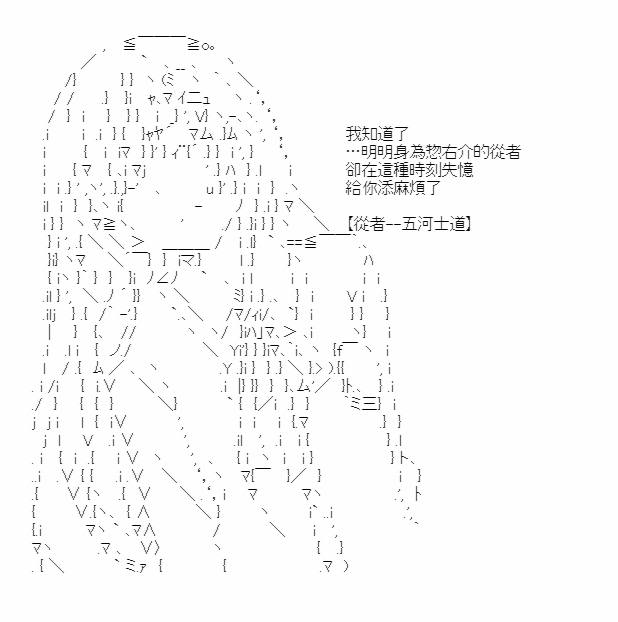 我知道了
…明明身為惣右介的從者
卻在這種時刻失憶
給你添麻煩了
【從者--五河士道】